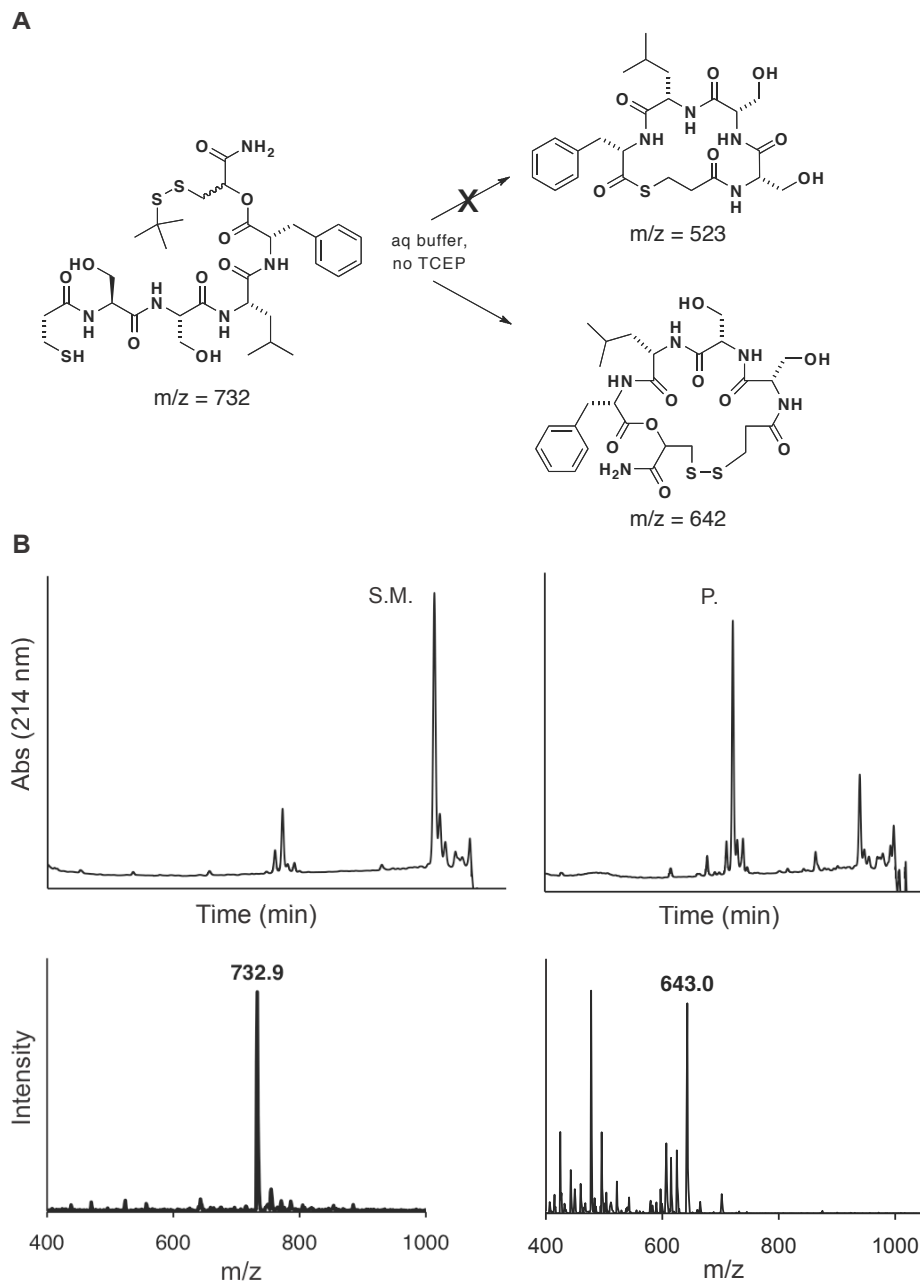 A
O
NH2
S
S
O
O
NH
O
HO
O
N
H
O
H
N
O
N
H
SH
OH
m/z = 732
X
aq buffer,
no TCEP
O
OH
O
N
H
NH
NH
O
O
O
S
N
H
OH
m/z = 523
HO
H
N
O
NH
OH
HN
O
O
NH
O
O
O
H2N
O
S–S
m/z = 642
B
S.M.
P.
Abs (214 nm)
Time (min)
Time (min)
732.9
643.0
Intensity
400
600
800
1000
400
600
800
1000
m/z
m/z